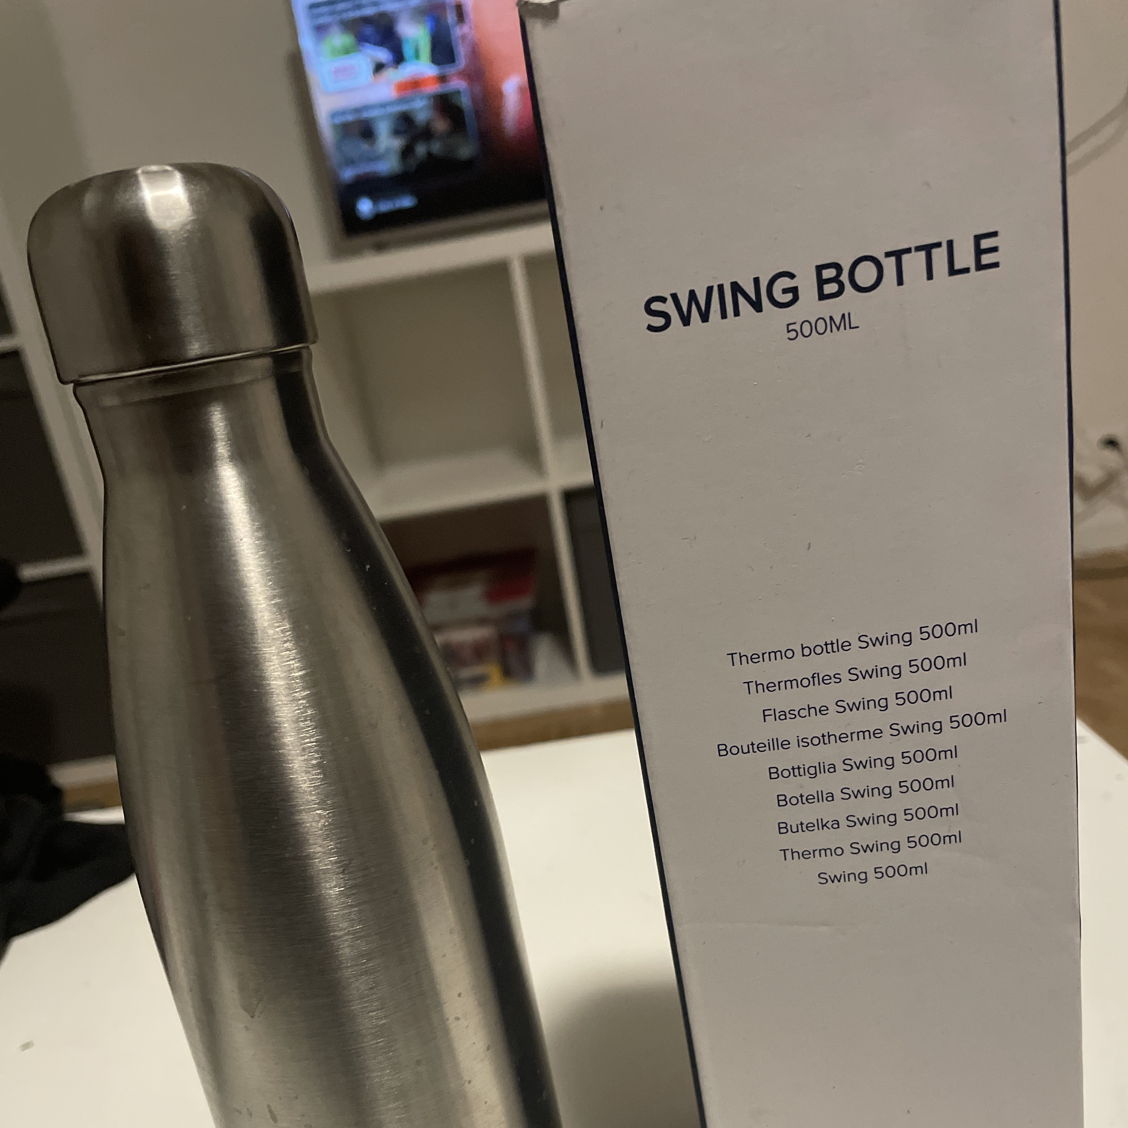 SWING BOTTLE
500ML
Thermo bottle Swing 500ml
Thermofles Swing 500ml
Flasche Swing 500ml
Bouteille isotherme Swing 500ml
Bottiglia Swing 500ml
Botella Swing 500ml
Butelka Swing 500ml
Thermo Swing 500ml
Swing 500ml